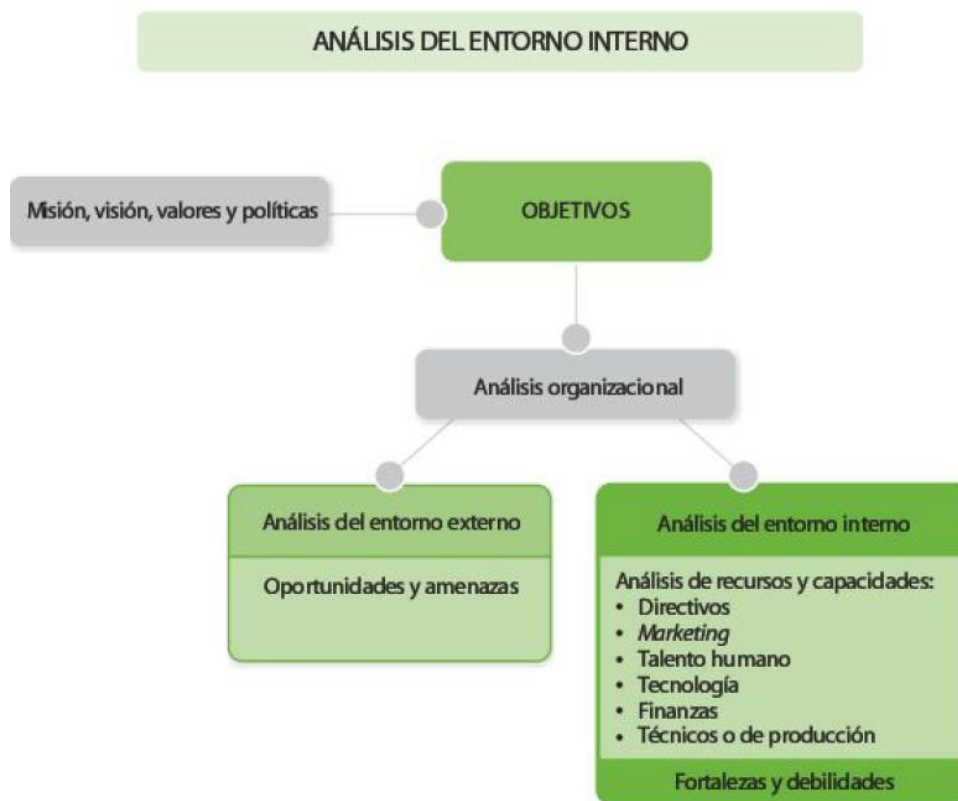 ANÁLISIS DEL ENTORNO INTERNO
Misión, visión, valores y políticas
OBJETIVOS
Análisis organizacional
Análisis del entorno externo
Oportunidades y amenazas
Análisis del entorno interno
Análisis de recursos y capacidades:
• Directivos
• Marketing
• Talento humano
• Tecnología
• Finanzas
• Técnicos o de producción
Fortalezas y debilidades